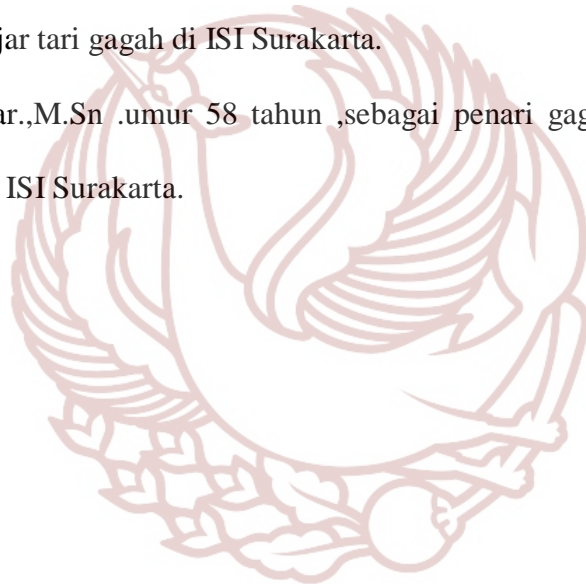 jar tari gagah di ISI Surakarta.
ar.,M.Sn .umur 58 tahun ,sebagai penari gag
ISI Surakarta.